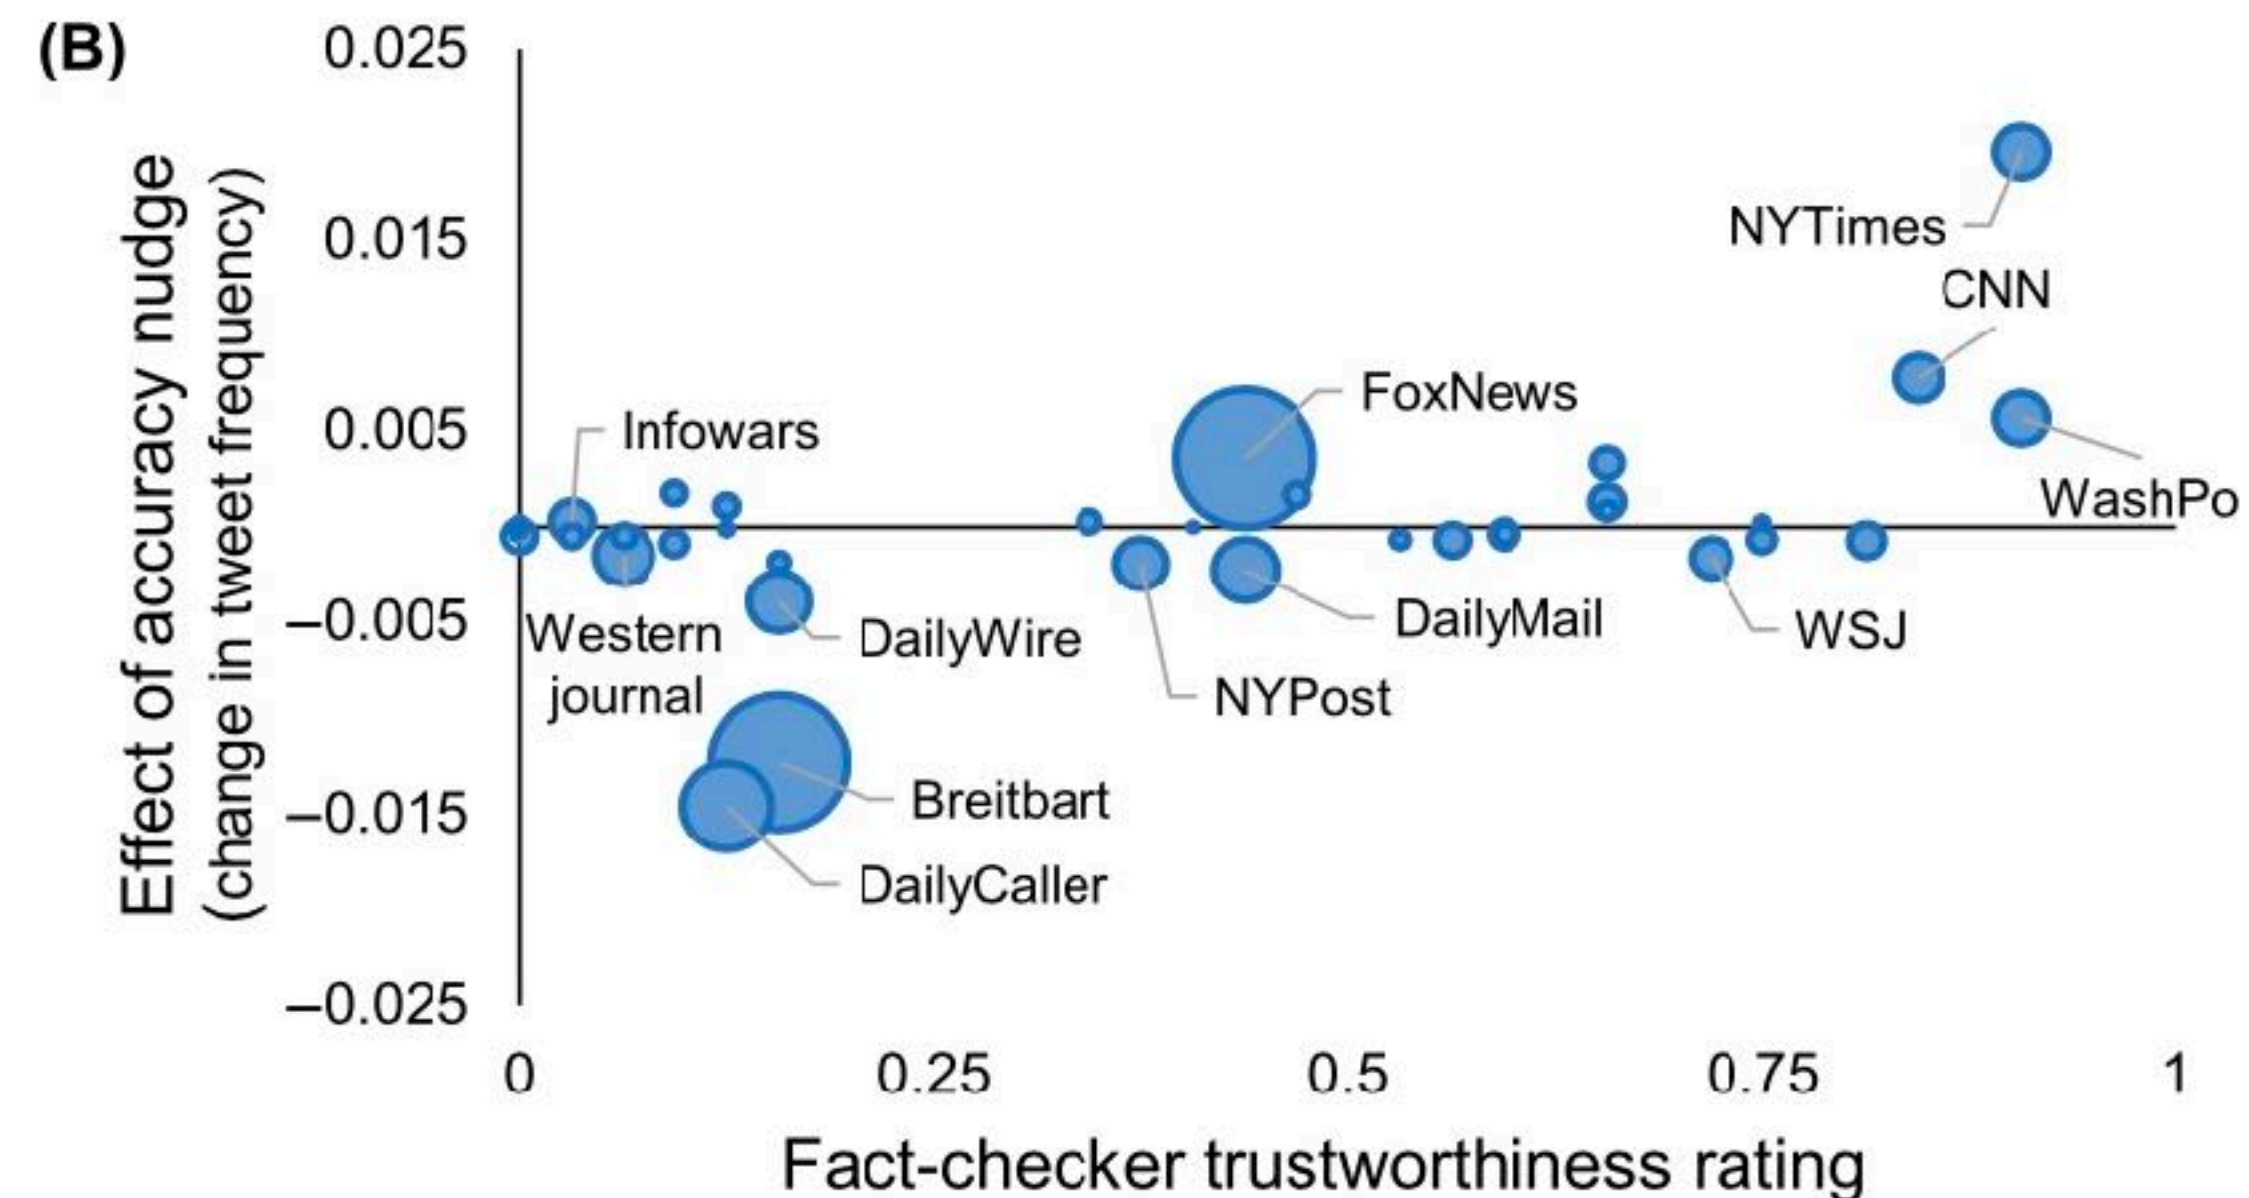 (B)
Effect of accuracy nudge
(change in tweet frequency)
0.025
0.015
0.005
–0.005
–0.015
–0.025
NYTimes
CNN
FoxNews
Infowars
WashPo
Western
journal
DailyWire
DailyMail
WSJ
NYPost
Breitbart
DailyCaller
0
0.25
0.5
0.75
1
Fact-checker trustworthiness rating